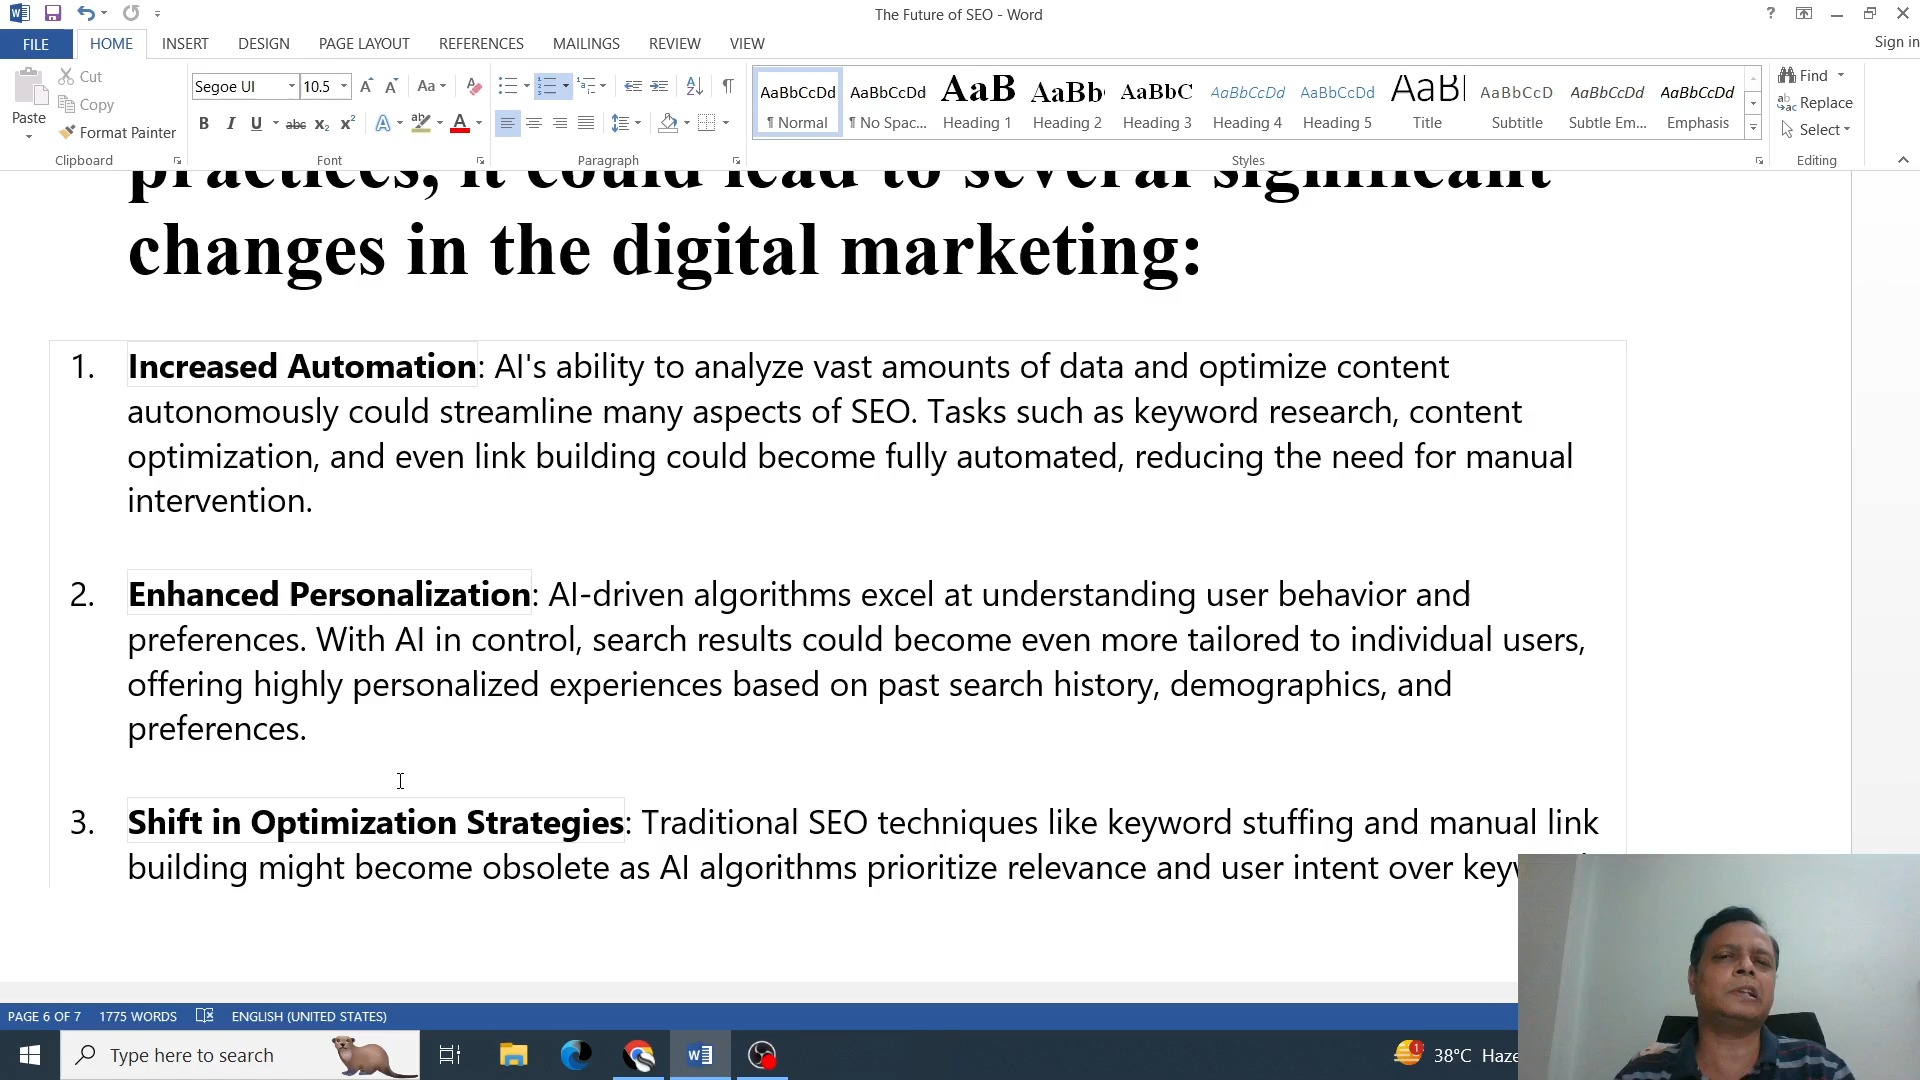 The Future of SEO - Word
?
FILE HOME INSERT DESIGN PAGE LAYOUT REFERENCES MAILINGS REVIEW VIEW Sign in
Paste Cut Copy Format Painter
Segoe UI 10.5
AaBbCcDd AaBbCcDd AaB AaBb( AaBbC AaBbCcDd AaBbCcDd AaBl AaBbCcD AaBbCcDd AaBbCcDd
¶ Normal ¶ No Spac... Heading 1 Heading 2 Heading 3 Heading 4 Heading 5 Title Subtitle Subtle Em... Emphasis
Find Replace Select
Clipboard Font Paragraph Styles Editing
practices, it could lead to several significant
changes in the digital marketing:
1. Increased Automation: AI's ability to analyze vast amounts of data and optimize content
autonomously could streamline many aspects of SEO. Tasks such as keyword research, content
optimization, and even link building could become fully automated, reducing the need for manual
intervention.
2. Enhanced Personalization: AI-driven algorithms excel at understanding user behavior and
preferences. With AI in control, search results could become even more tailored to individual users,
offering highly personalized experiences based on past search history, demographics, and
preferences.
3. Shift in Optimization Strategies: Traditional SEO techniques like keyword stuffing and manual link
building might become obsolete as AI algorithms prioritize relevance and user intent over
PAGE 6 OF 7 1775 WORDS ENGLISH (UNITED STATES)
Type here to search
38°C Haze